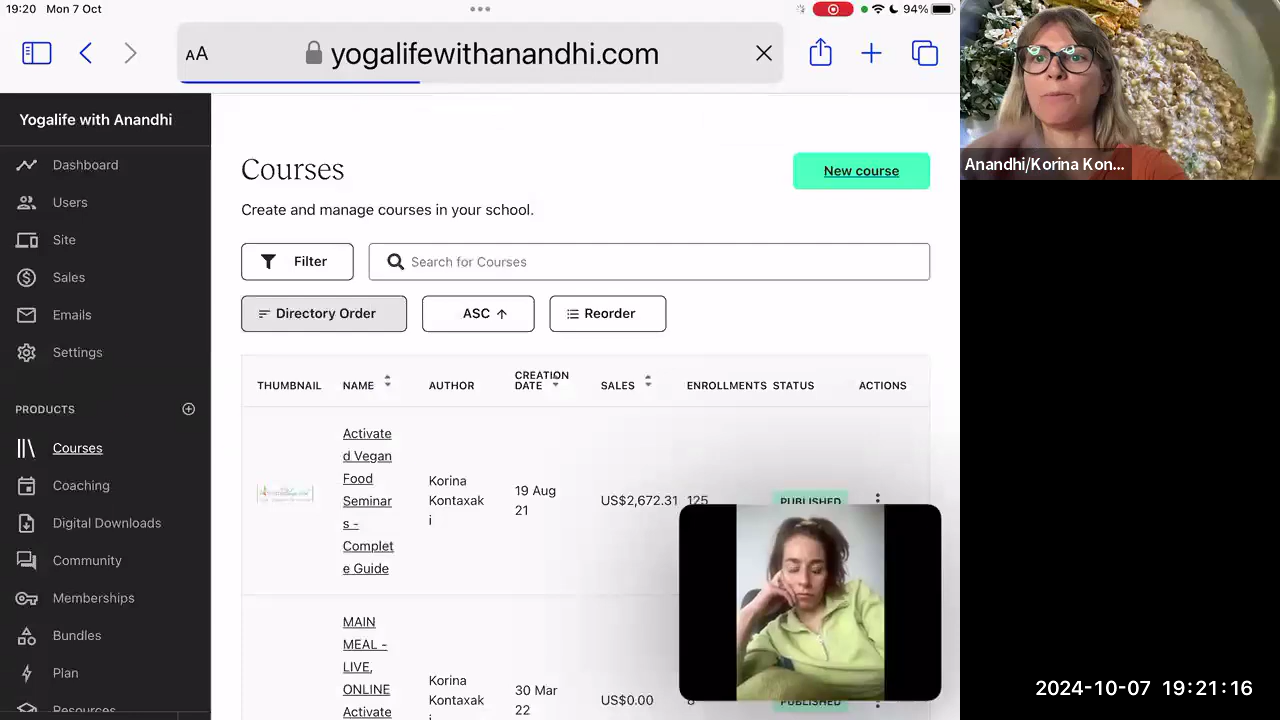 19:20 Mon 7 Oct
94%
AA
yogalifewithanandhi.com
Yogalife with Anandhi
Dashboard
Users
Site
Sales
Emails
Settings
PRODUCTS
Courses
Coaching
Digital Downloads
Community
Memberships
Bundles
Plan
Resources
Courses
New course
Create and manage courses in your school.
Filter
Search for Courses
Directory Order
ASC ↑
Reorder
THUMBNAIL NAME AUTHOR CREATION DATE SALES ENROLLMENTS STATUS ACTIONS
Activate
d Vegan
Food
Seminar
s -
Complet
e Guide
Korina
Kontaxak
i
19 Aug
21
US$2,672.31
125
PUBLISHED
MAIN
MEAL -
LIVE,
ONLINE
Activate
Korina
Kontaxak
i
30 Mar
22
US$0.00
8
PUBLISHED
Anandhi/Korina Kon...
2024-10-07 19:21:16